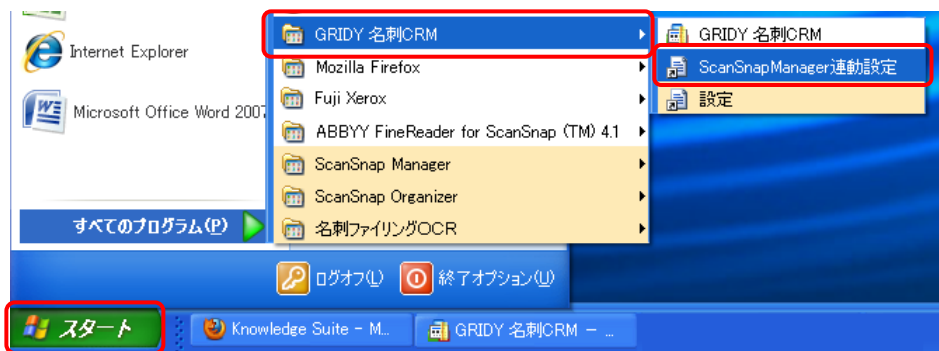 Internet Explorer
Microsoft Office Word 2007
すべてのプログラム(P)
GRIDY 名刺CRM
Mozilla Firefox
Fuji Xerox
ABBYY FineReader for ScanSnap (TM) 4.1
ScanSnap Manager
ScanSnap Organizer
名刺ファイリングOCR
GRIDY 名刺CRM
ScanSnapManager連動設定
設定
ログオフ(L)
終了オプション(U)
スタート
Knowledge Suite - M...
GRIDY 名刺CRM - ...